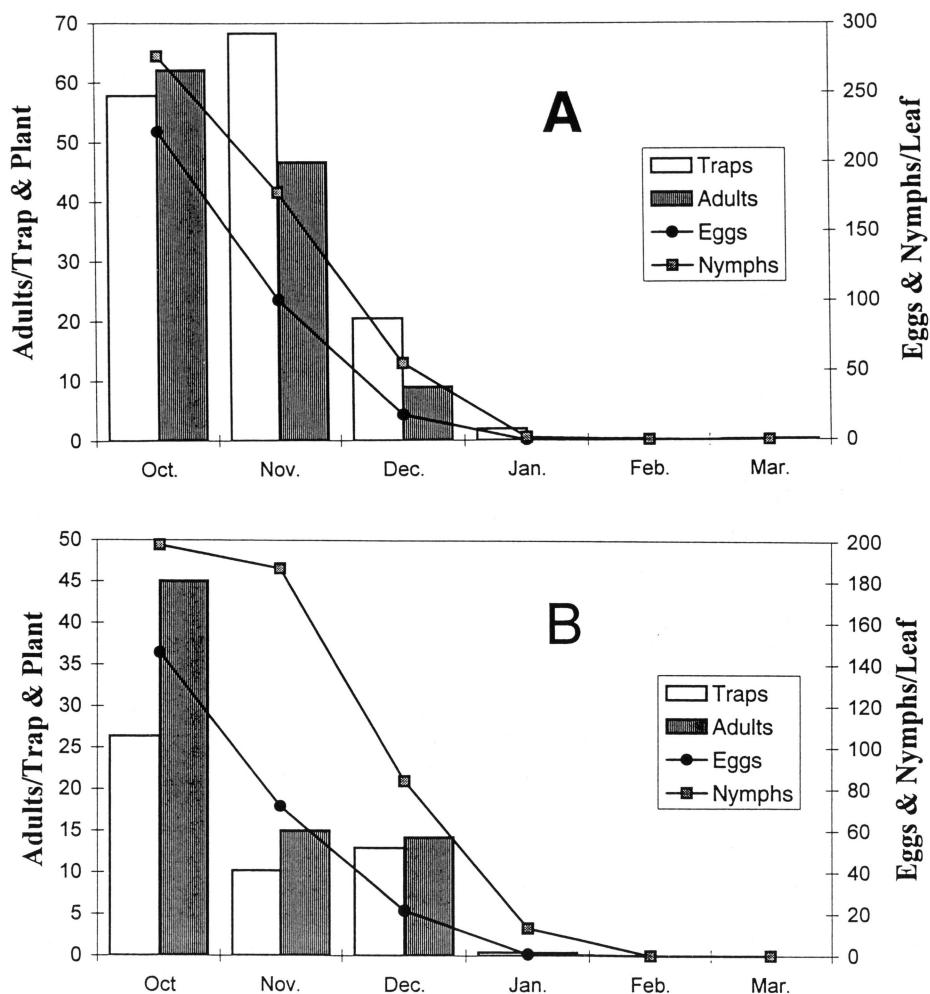 A
Adults/Trap & Plant
70
60
50
40
30
20
10
0
Eggs & Nymphs/Leaf
300
250
200
150
100
50
0
Traps
Adults
Eggs
Nymphs
Oct.
Nov.
Dec.
Jan.
Feb.
Mar.
B
Adults/Trap & Plant
50
45
40
35
30
25
20
15
10
5
0
Eggs & Nymphs/Leaf
200
180
160
140
120
100
80
60
40
20
0
Traps
Adults
Eggs
Nymphs
Oct
Nov.
Dec.
Jan.
Feb.
Mar.